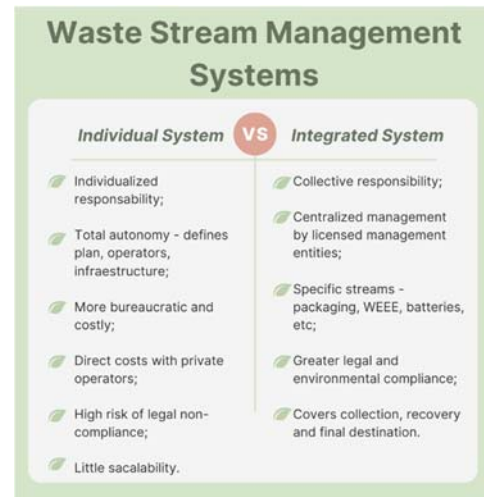 Waste Stream Management
Systems
Individual System
VS
Integrated System
Individualized
responsability;
Total autonomy - defines
plan, operators,
infraestructure;
More bureaucratic and
costly;
Direct costs with private
operators;
High risk of legal non-
compliance;
Little sacalability.
Collective responsibility;
Centralized management
by licensed management
entities;
Specific streams -
packaging, WEEE, batteries,
etc;
Greater legal and
environmental compliance;
Covers collection, recovery
and final destination.